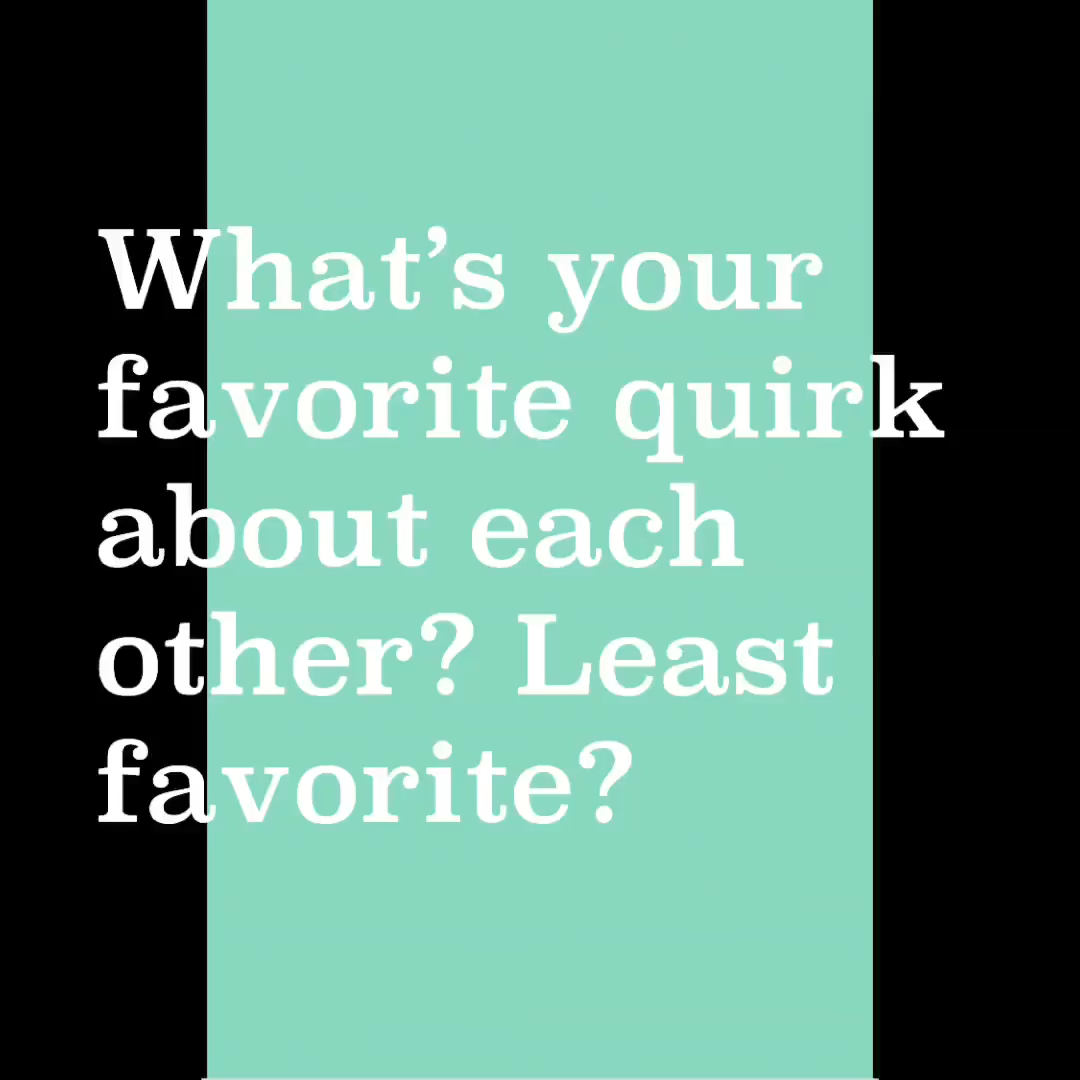 What’s your
favorite quirk
about each
other? Least
favorite?